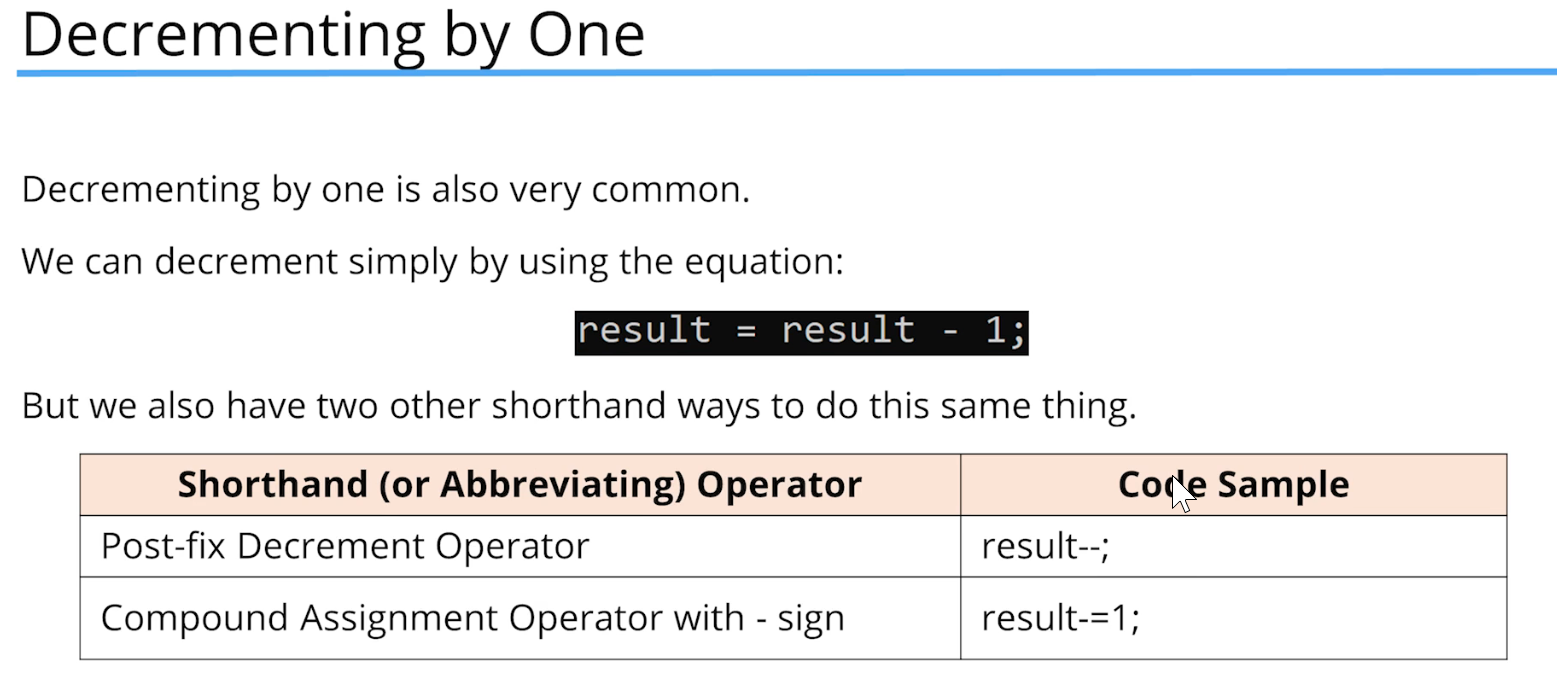 Decrementing by One
Decrementing by one is also very common.
We can decrement simply by using the equation:
result = result - 1;
But we also have two other shorthand ways to do this same thing.
Shorthand (or Abbreviating) Operator Code Sample
Post-fix Decrement Operator result--;
Compound Assignment Operator with - sign result-=1;